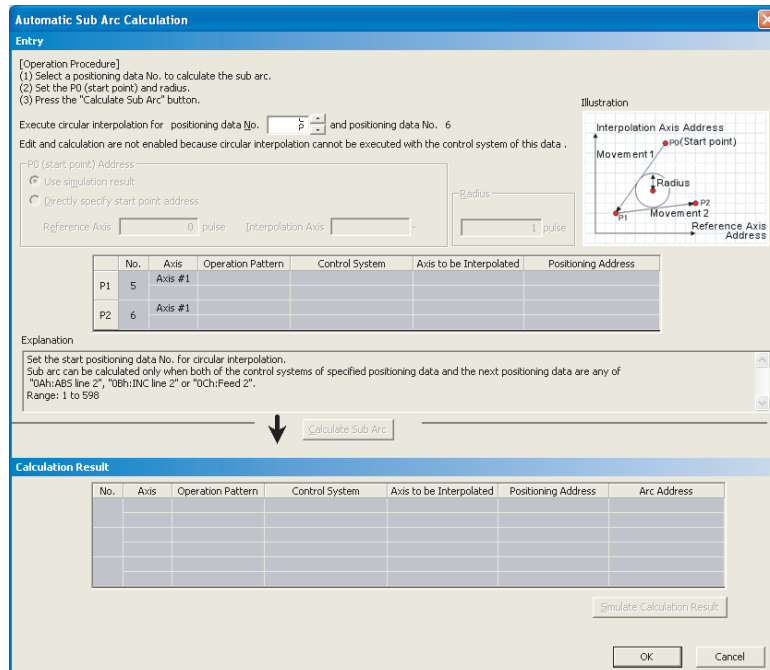 Automatic Sub Arc Calculation
Entry
[Operation Procedure]
(1) Select a positioning data No. to calculate the sub arc.
(2) Set the P0 (start point) and radius.
(3) Press the "Calculate Sub Arc" button.
Execute circular interpolation for positioning data No. and positioning data No. 6
Edit and calculation are not enabled because circular interpolation cannot be executed with the control system of this data .
P0 (start point) Address
Use simulation result
Directly specify start point address
Reference Axis 0 pulse Interpolation Axis -
Radius
1 pulse
Illustration
Interpolation Axis Address
P0(Start point)
Movement 1
Radius
P2
P1
Movement 2
Reference Axis
Address
No. Axis Operation Pattern Control System Axis to be Interpolated Positioning Address
P1 5 Axis #1
P2 6 Axis #1
Explanation
Set the start positioning data No. for circular interpolation.
Sub arc can be calculated only when both of the control systems of specified positioning data and the next positioning data are any of
"0Ah:ABS line 2", "0Bh:INC line 2" or "0Ch:Feed 2".
Range: 1 to 598
Calculate Sub Arc
Calculation Result
No. Axis Operation Pattern Control System Axis to be Interpolated Positioning Address Arc Address
Simulate Calculation Result
OK Cancel